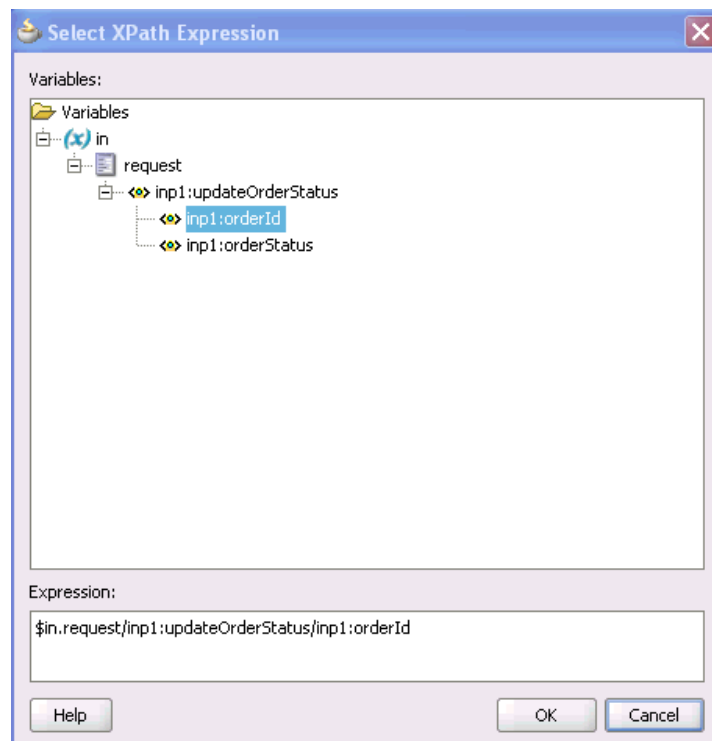 Select XPath Expression
Variables:
Variables
(x) in
request
inp1:updateOrderStatus
inp1:orderId
inp1:orderStatus
Expression:
$in.request/inp1:updateOrderStatus/inp1:orderId
Help
OK
Cancel